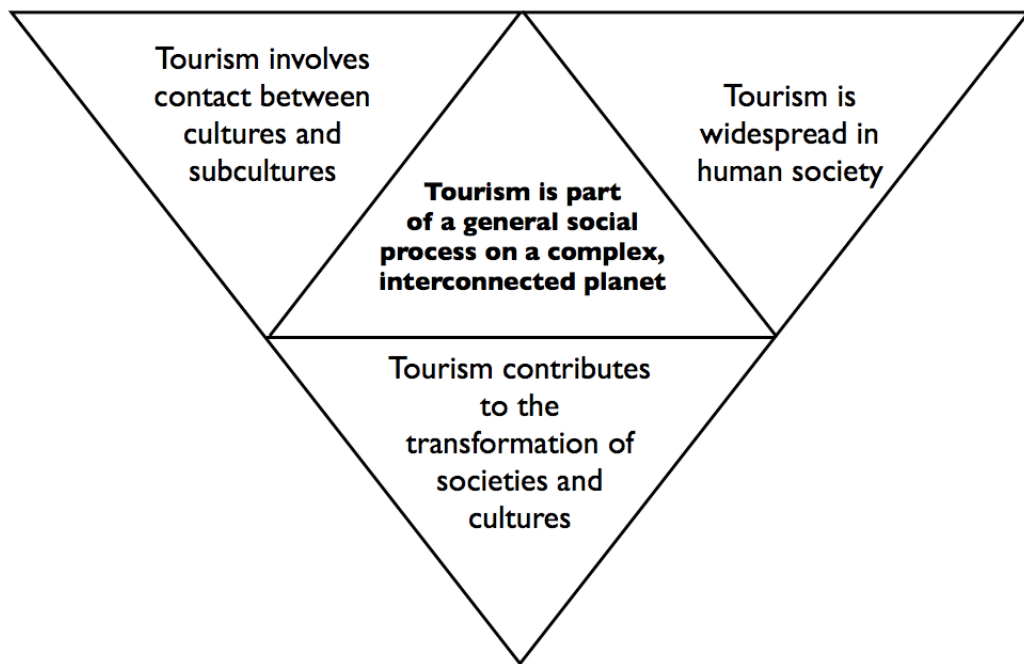 Tourism involves
contact between
cultures and
subcultures
Tourism is part
of a general social
process on a complex,
interconnected planet
Tourism is
widespread in
human society
Tourism contributes
to the
transformation of
societies and
cultures